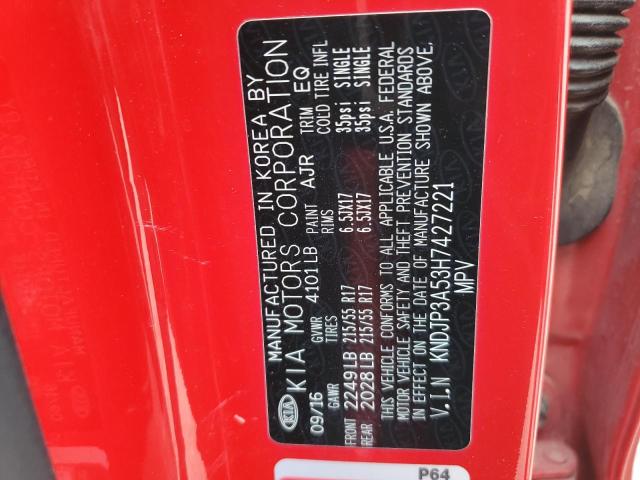 MANUFACTURED IN KOREA BY
KIA KIA MOTORS CORPORATION
09/16 GVWR 4101LB PAINT AJR TRIM EQ
GAWR TIRES RIMS COLD TIRE INFL
FRONT 2249LB 215/55 R17 6.5JX17 35psi SINGLE
REAR 2028LB 215/55 R17 6.5JX17 35psi SINGLE
THIS VEHICLE CONFORMS TO ALL APPLICABLE U.S.A. FEDERAL
MOTOR VEHICLE SAFETY AND THEFT PREVENTION STANDARDS
IN EFFECT ON THE DATE OF MANUFACTURE SHOWN ABOVE.
V.I.N KNDJP3A53H7427221
MPV
P64